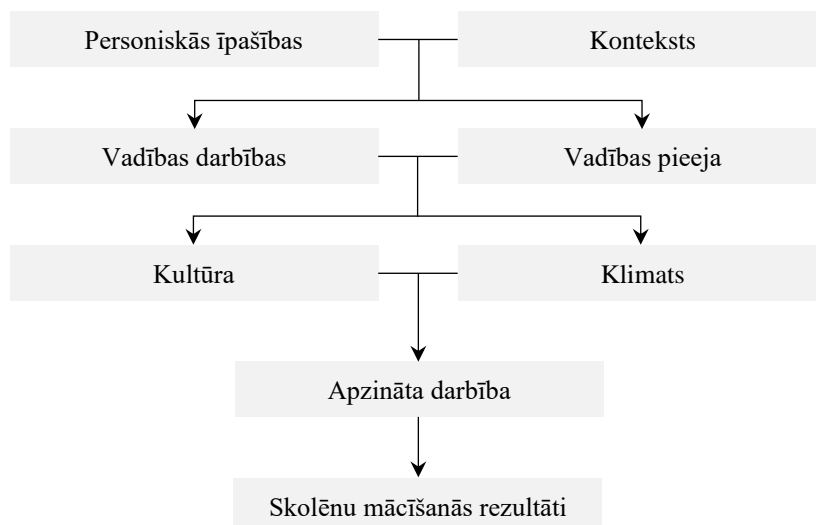 Personiskās īpašības
Konteksts
Vadības darbības
Vadības pieeja
Kultūra
Klimats
Apzināta darbība
Skolēnu mācīšanās rezultāti